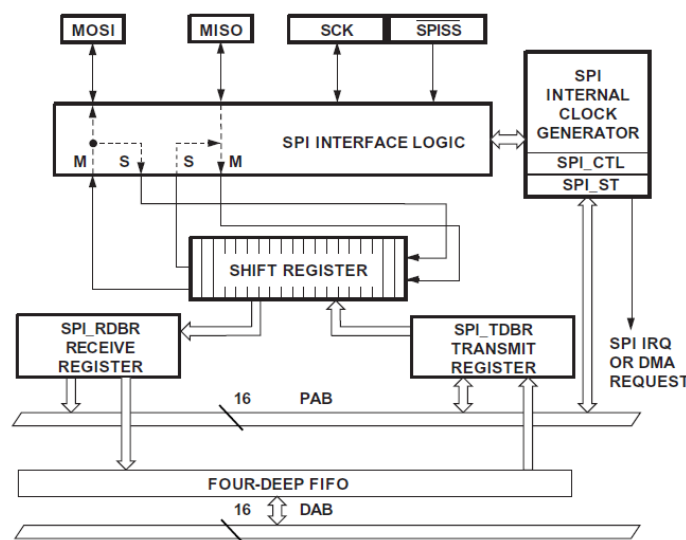 MOSI
MISO
SCK
SPISS
SPI
INTERNAL
CLOCK
GENERATOR
SPI_CTL
SPI_ST
SPI INTERFACE LOGIC
M
S
S
M
SHIFT REGISTER
SPI_RDBR
RECEIVE
REGISTER
SPI_TDBR
TRANSMIT
REGISTER
SPI IRQ
OR DMA
REQUEST
16
PAB
FOUR-DEEP FIFO
16
DAB